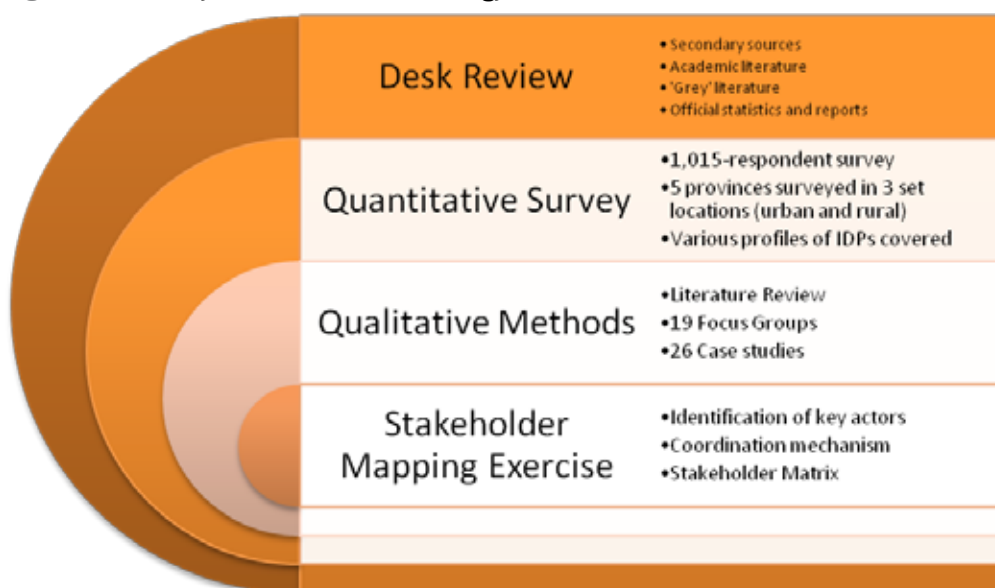 Desk Review
• Secondary sources
• Academic literature
• 'Grey' literature
• Official statistics and reports
Quantitative Survey
•1,015-respondent survey
•5 provinces surveyed in 3 set
locations (urban and rural)
•Various profiles of IDPs covered
Qualitative Methods
•Literature Review
•19 Focus Groups
•26 Case studies
Stakeholder
Mapping Exercise
•Identification of key actors
•Coordination mechanism
•Stakeholder Matrix